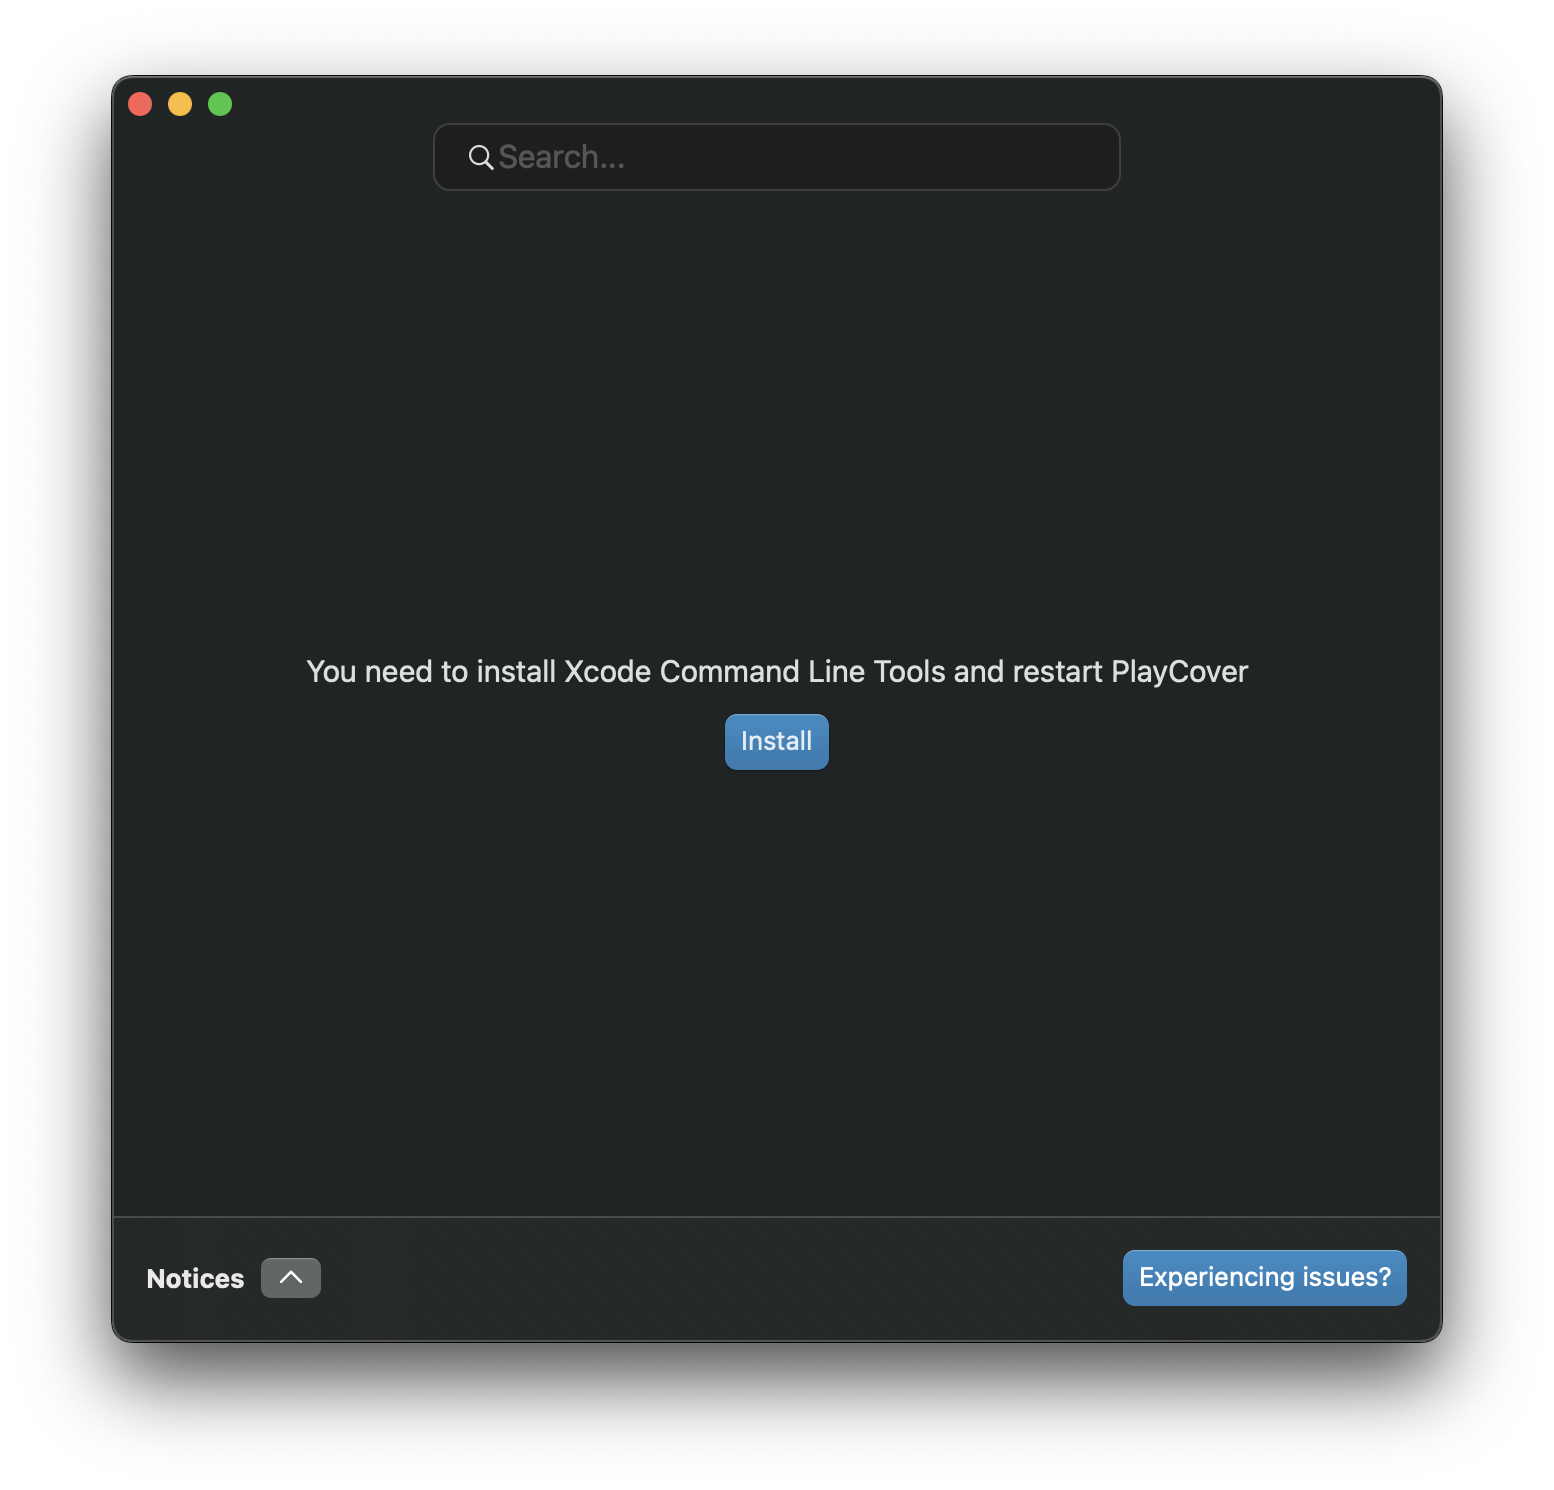 Search...
You need to install Xcode Command Line Tools and restart PlayCover
Install
Notices
Experiencing issues?